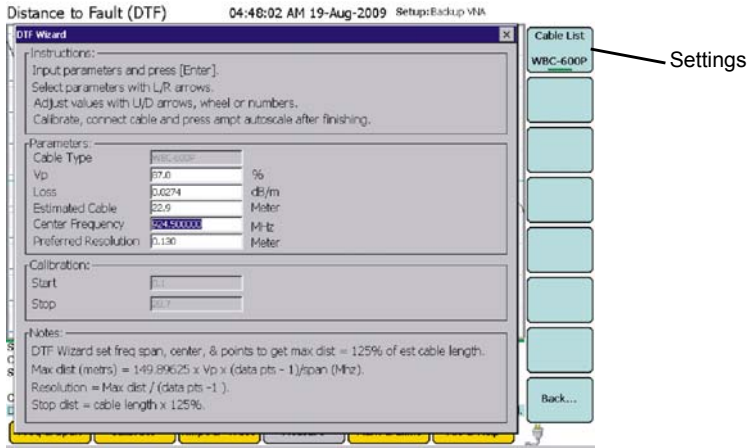 Distance to Fault (DTF) 04:48:02 AM 19-Aug-2009 Setup:Backup VNA
DTF Wizard
Cable List
WBC-600P
Settings
Instructions:
Input parameters and press [Enter].
Select parameters with L/R arrows.
Adjust values with U/D arrows, wheel or numbers.
Calibrate, connect cable and press ampt autoscale after finishing.
Parameters:
Cable Type WBC-600P
Vp 87.0 %
Loss 0.0274 dB/m
Estimated Cable 22.9 Meter
Center Frequency 924.500000 MHz
Preferred Resolution 0.130 Meter
Calibration:
Start 0.1
Stop
Notes:
DTF Wizard set freq span, center, & points to get max dist = 125% of est cable length.
Max dist (metrs) = 149.89625 x Vp x (data pts - 1)/span (Mhz).
Resolution = Max dist / (data pts -1 ).
Stop dist = cable length x 125%.
Back...